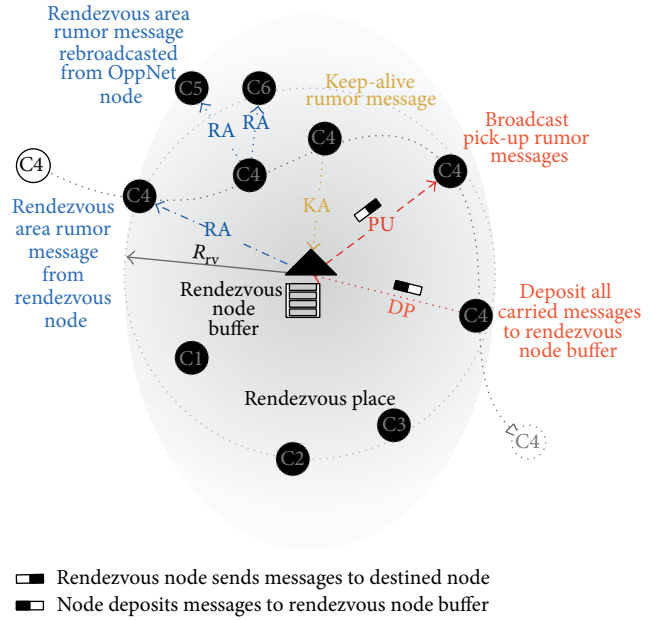 Rendezvous area
rumor message
rebroadcasted
from OppNet
node
Keep-alive
rumor message
Broadcast
pick-up rumor
messages
C5
C6
RA
RA
C4
C4
C4
C4
C4
KA
PU
Rendezvous
area rumor
message
from
rendezvous
node
RA
R_rv
Rendezvous
node
buffer
DP
C4
Deposit all
carried messages
to rendezvous
node buffer
C1
Rendezvous place
C3
C2
C4
Rendezvous node sends messages to destined node
Node deposits messages to rendezvous node buffer